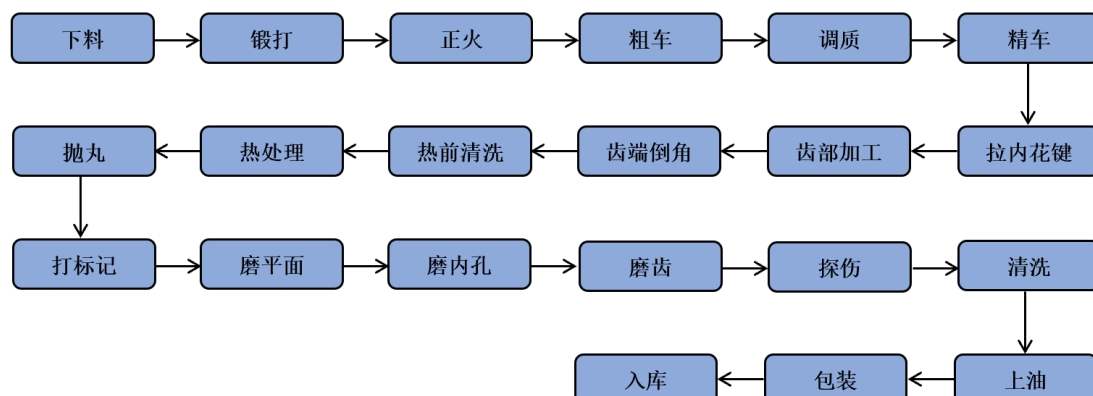 下料 锻打 正火 粗车 调质 精车
抛丸 热处理 热前清洗 齿端倒角 齿部加工 拉内花键
打标记 磨平面 磨内孔 磨齿 探伤 清洗
入库 包装 上油